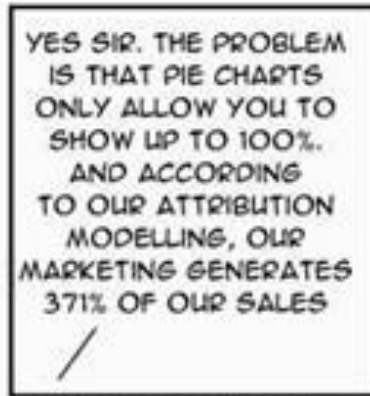 YES SIR. THE PROBLEM
IS THAT PIE CHARTS
ONLY ALLOW YOU TO
SHOW UP TO 100%.
AND ACCORDING
TO OUR ATTRIBUTION
MODELLING, OUR
MARKETING GENERATES
371% OF OUR SALES